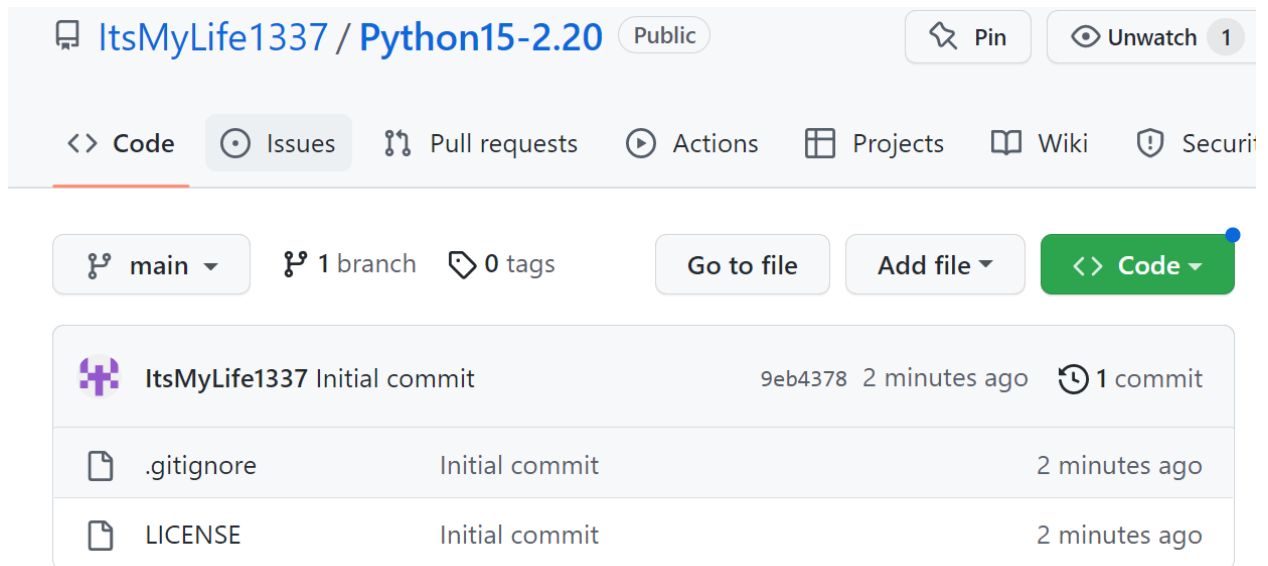 ItsMyLife1337 / Python15-2.20 Public Pin Unwatch 1
Code Issues Pull requests Actions Projects Wiki Securit
main 1 branch 0 tags Go to file Add file Code
ItsMyLife1337 Initial commit 9eb4378 2 minutes ago 1 commit
.gitignore Initial commit 2 minutes ago
LICENSE Initial commit 2 minutes ago